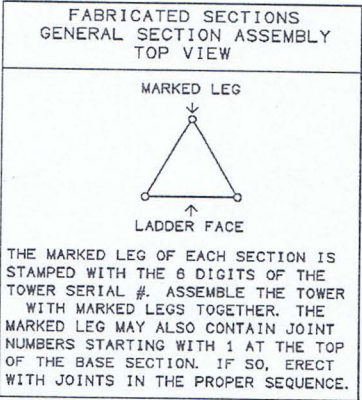 FABRICATED SECTIONS
GENERAL SECTION ASSEMBLY
TOP VIEW
MARKED LEG
LADDER FACE
THE MARKED LEG OF EACH SECTION IS
STAMPED WITH THE 6 DIGITS OF THE
TOWER SERIAL #. ASSEMBLE THE TOWER
WITH MARKED LEGS TOGETHER. THE
MARKED LEG MAY ALSO CONTAIN JOINT
NUMBERS STARTING WITH 1 AT THE TOP
OF THE BASE SECTION. IF SO, ERECT
WITH JOINTS IN THE PROPER SEQUENCE.